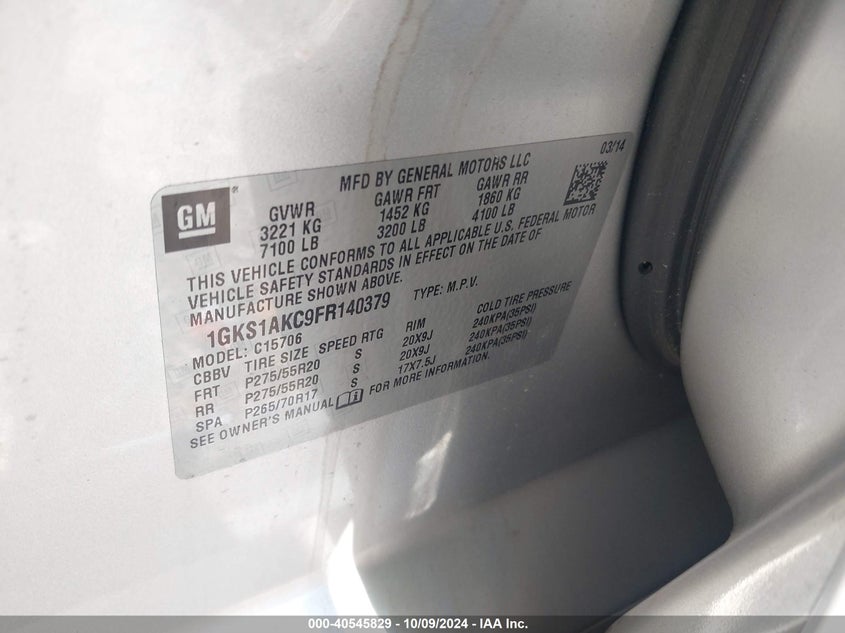 03/14
MFD BY GENERAL MOTORS LLC
GM
GVWR GAWR FRT GAWR RR
3221 KG 1452 KG 1860 KG
7100 LB 3200 LB 4100 LB
THIS VEHICLE CONFORMS TO ALL APPLICABLE U.S. FEDERAL MOTOR
VEHICLE SAFETY STANDARDS IN EFFECT ON THE DATE OF
MANUFACTURE SHOWN ABOVE.
1GKS1AKC9FR140379 TYPE: M.P.V.
MODEL: C15706
CBBV TIRE SIZE SPEED RTG RIM COLD TIRE PRESSURE
FRT P275/55R20 S 20X9J 240KPA(35PSI)
RR P275/55R20 S 20X9J 240KPA(35PSI)
SPA P265/70R17 S 17X7.5J 240KPA(35PSI)
SEE OWNER'S MANUAL FOR MORE INFORMATION.
000-40545829 - 10/09/2024 - IAA Inc.